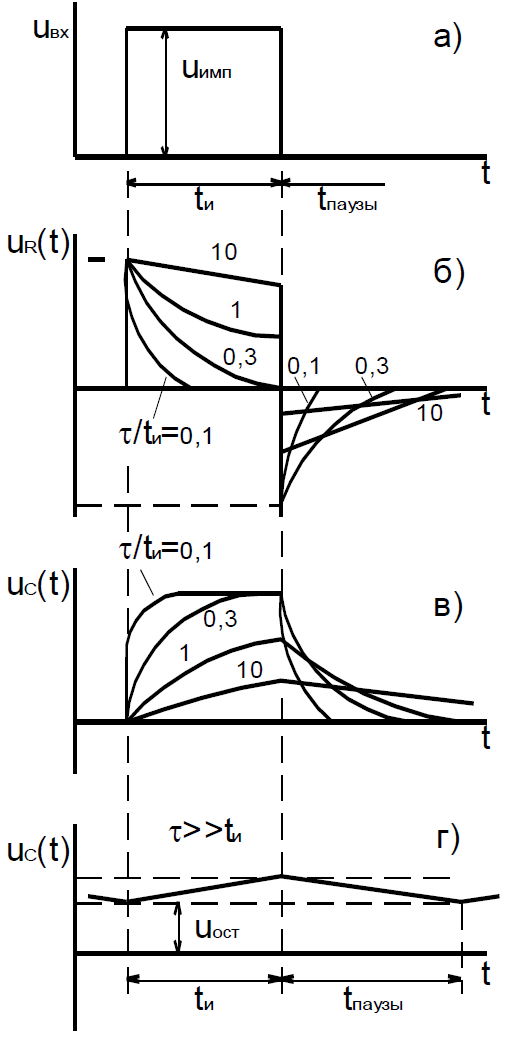 uвх
а)
uимп
t
tи
tпаузы
uR(t)
10
б)
1
0,3
0,1
0,3
10
t
τ/tи=0,1
τ/tи=0,1
uC(t)
в)
0,3
1
10
t
τ>>tи
г)
uC(t)
uост
t
tи
tпаузы